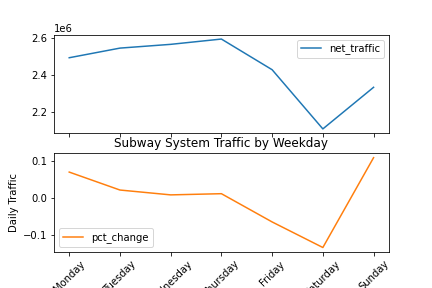 1e6
2.6
2.4
2.2
net_traffic
Subway System Traffic by Weekday
0.1
0.0
−0.1
Daily Traffic
pct_change
Monday
Tuesday
Friday
Sunday